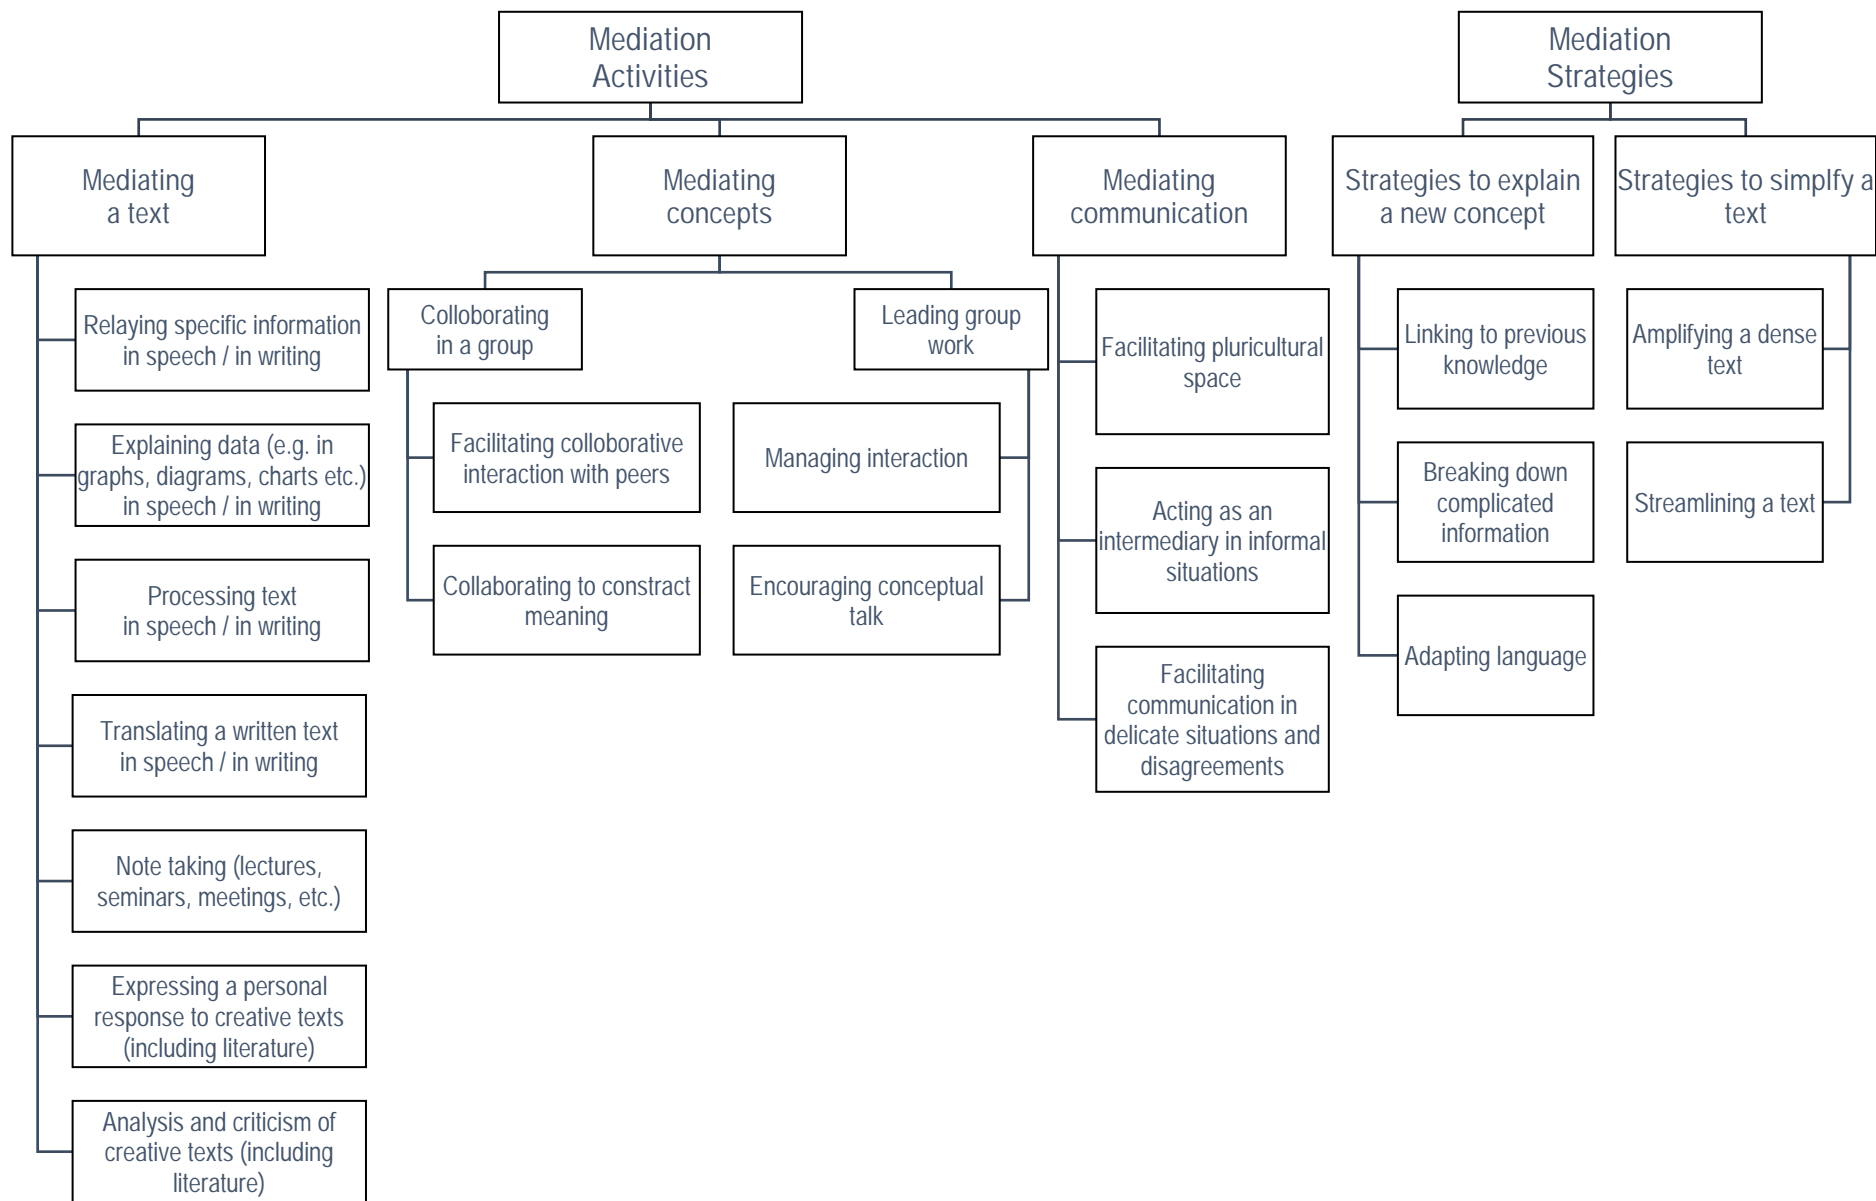 Mediation
Activities
Mediating
a text
Relaying specific information
in speech / in writing
Explaining data (e.g. in
graphs, diagrams, charts etc.)
in speech / in writing
Processing text
in speech / in writing
Translating a written text
in speech / in writing
Note taking (lectures,
seminars, meetings, etc.)
Expressing a personal
response to creative texts
(including literature)
Analysis and criticism of
creative texts (including
literature)
Mediating
concepts
Colloborating
in a group
Facilitating colloborative
interaction with peers
Collaborating to constract
meaning
Leading group
work
Managing interaction
Encouraging conceptual
talk
Mediating
communication
Facilitating pluricultural
space
Acting as an
intermediary in informal
situations
Facilitating
communication in
delicate situations and
disagreements
Mediation
Strategies
Strategies to explain
a new concept
Linking to previous
knowledge
Breaking down
complicated
information
Adapting language
Strategies to simplfy a
text
Amplifying a dense
text
Streamlining a text